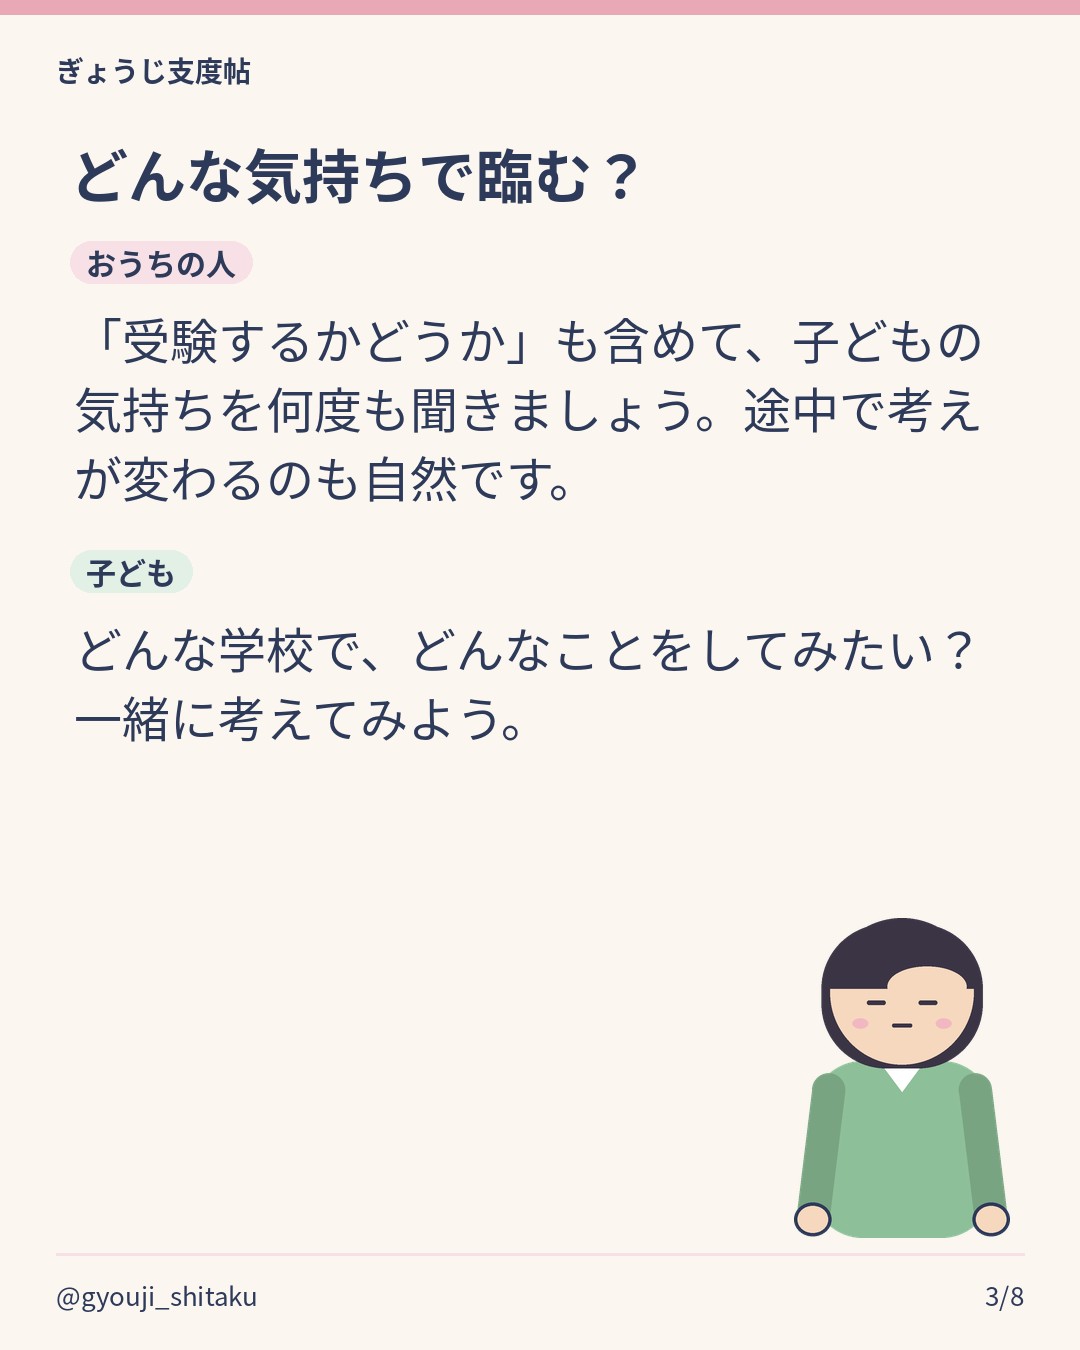 ぎょうじ支度帖
どんな気持ちで臨む？
おうちの人
「受験するかどうか」も含めて、子どもの
気持ちを何度も聞きましょう。途中で考え
が変わるのも自然です。
子ども
どんな学校で、どんなことをしてみたい？
一緒に考えてみよう。
@gyouji_shitaku
3/8